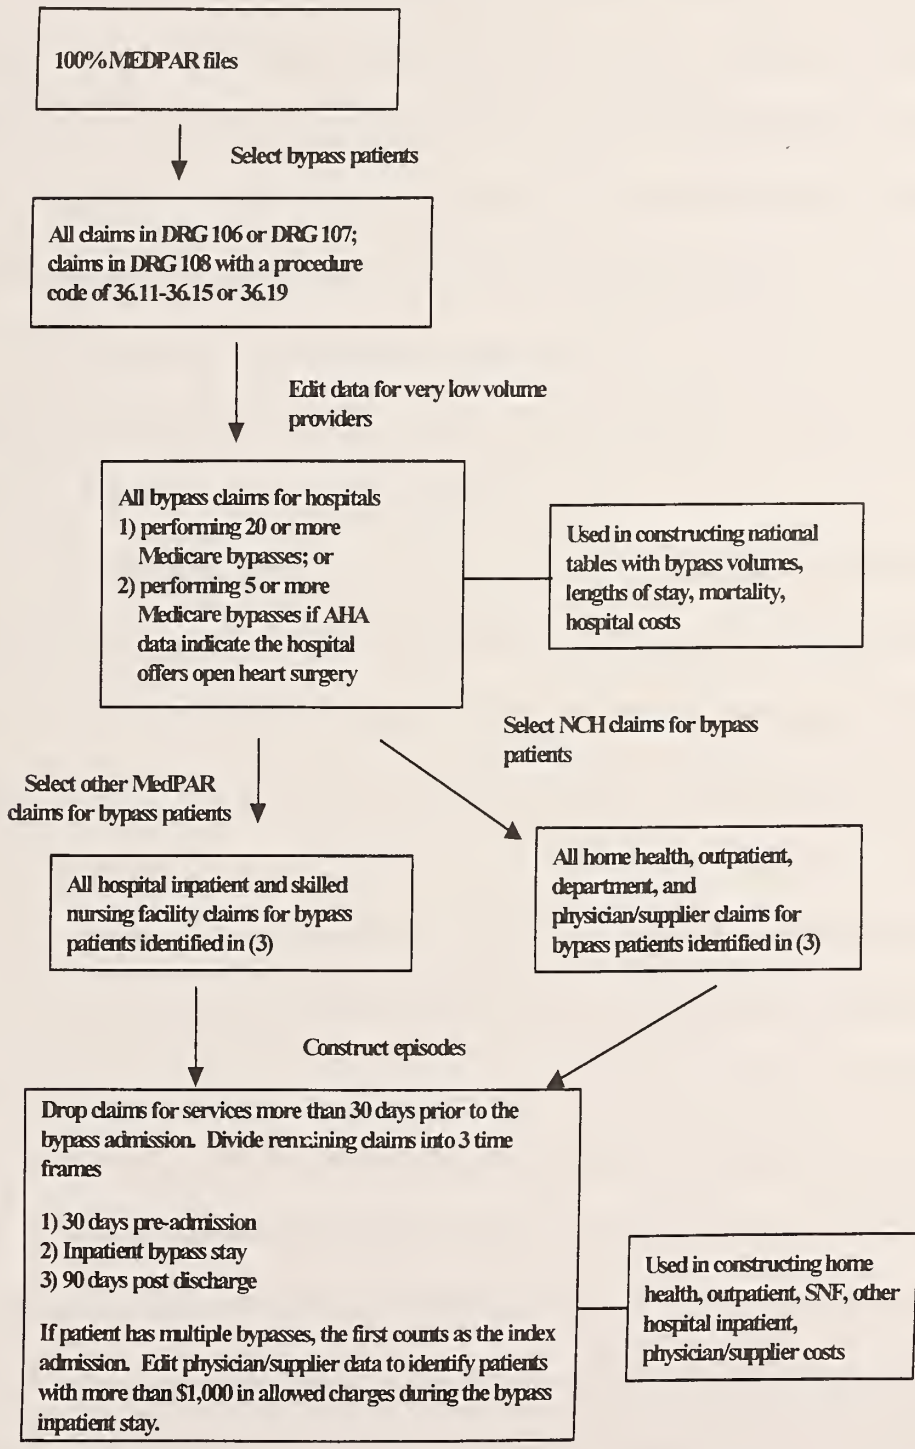 100% MEDPAR files
Select bypass patients
All claims in DRG 106 or DRG 107;
claims in DRG 108 with a procedure
code of 36.11-36.15 or 36.19
Edit data for very low volume
providers
All bypass claims for hospitals
1) performing 20 or more
Medicare bypasses; or
2) performing 5 or more
Medicare bypasses if AHA
data indicate the hospital
offers open heart surgery
Used in constructing national
tables with bypass volumes,
lengths of stay, mortality,
hospital costs
Select NCH claims for bypass
patients
Select other MedPAR
claims for bypass patients
All hospital inpatient and skilled
nursing facility claims for bypass
patients identified in (3)
All home health, outpatient,
department, and
physician/supplier claims for
bypass patients identified in (3)
Construct episodes
Drop claims for services more than 30 days prior to the
bypass admission. Divide remaining claims into 3 time
frames
1) 30 days pre-admission
2) Inpatient bypass stay
3) 90 days post discharge
If patient has multiple bypasses, the first counts as the index
admission. Edit physician/supplier data to identify patients
with more than $1,000 in allowed charges during the bypass
inpatient stay.
Used in constructing home
health, outpatient, SNF, other
hospital inpatient,
physician/supplier costs